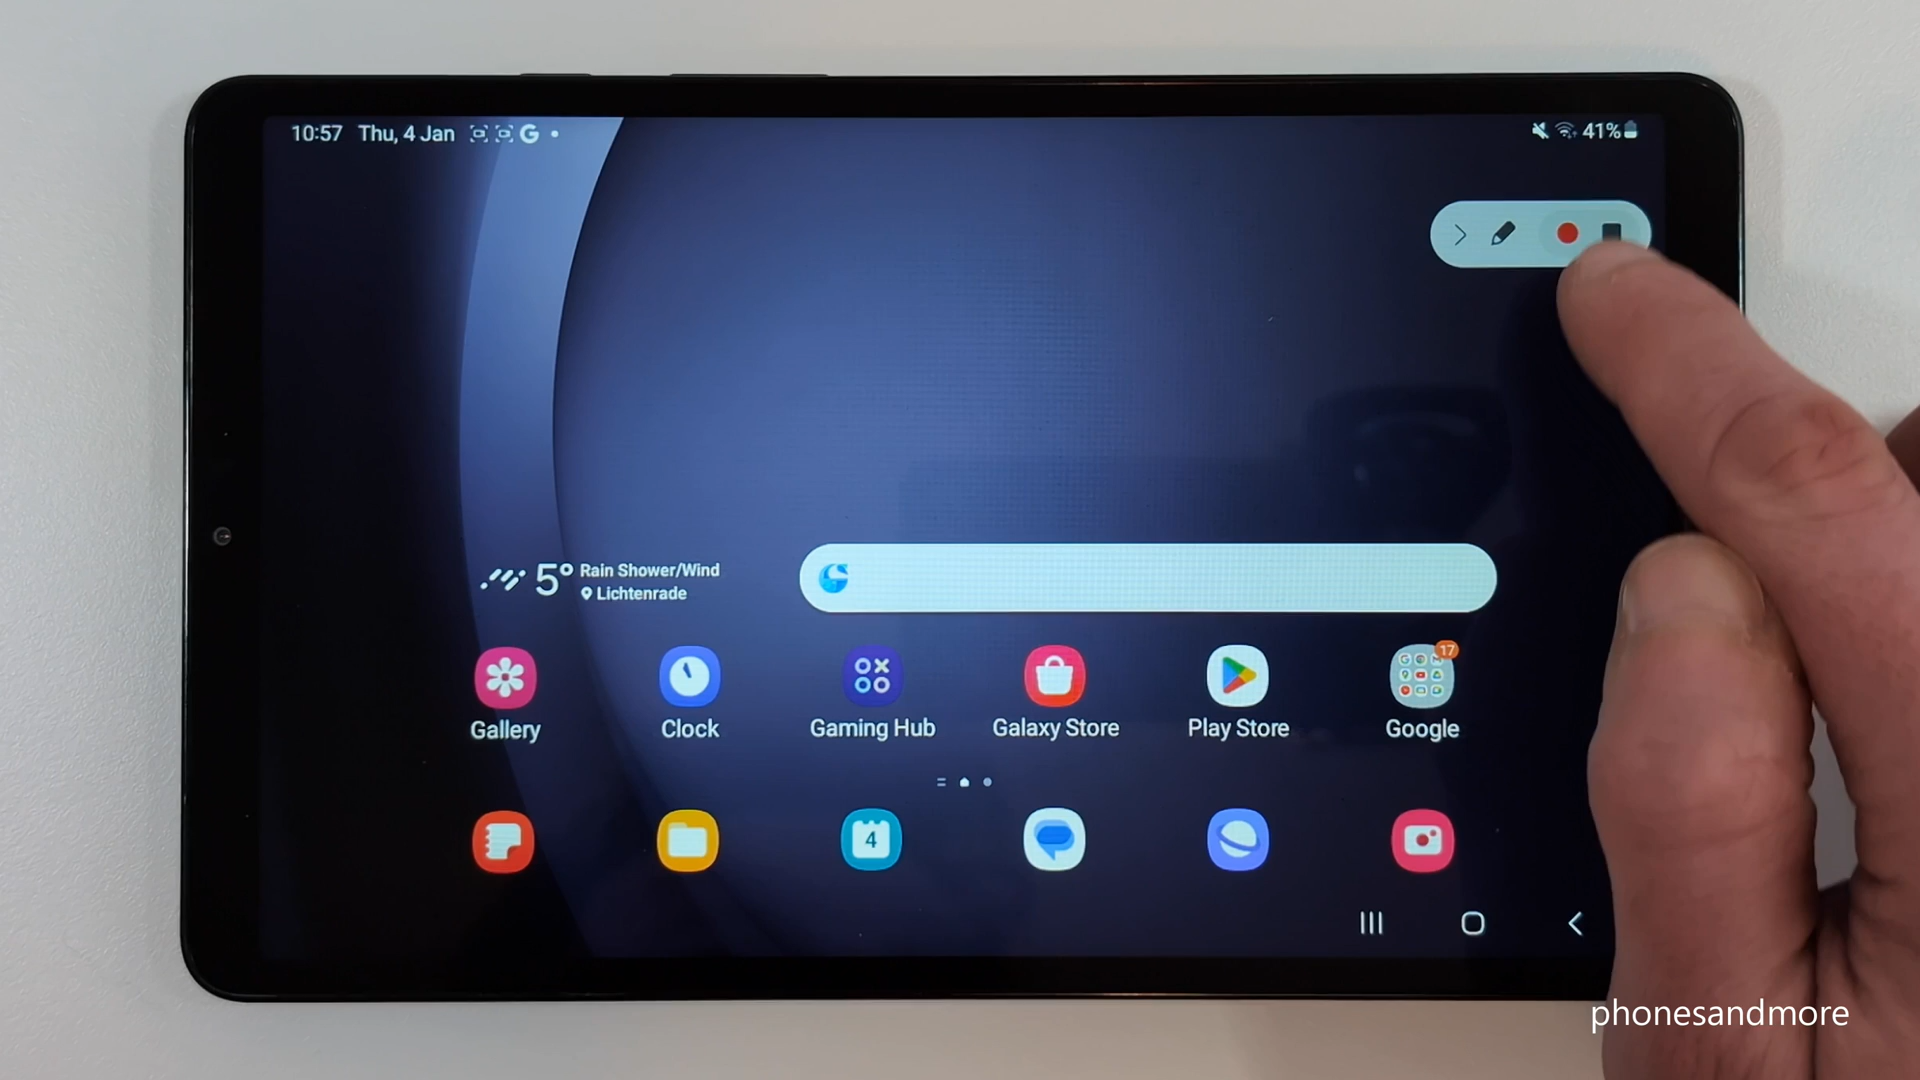 10:57 Thu, 4 Jan G
41%
5° Rain Shower/Wind
Lichtenrade
17
Gallery Clock Gaming Hub Galaxy Store Play Store Google
4
phonesandmore